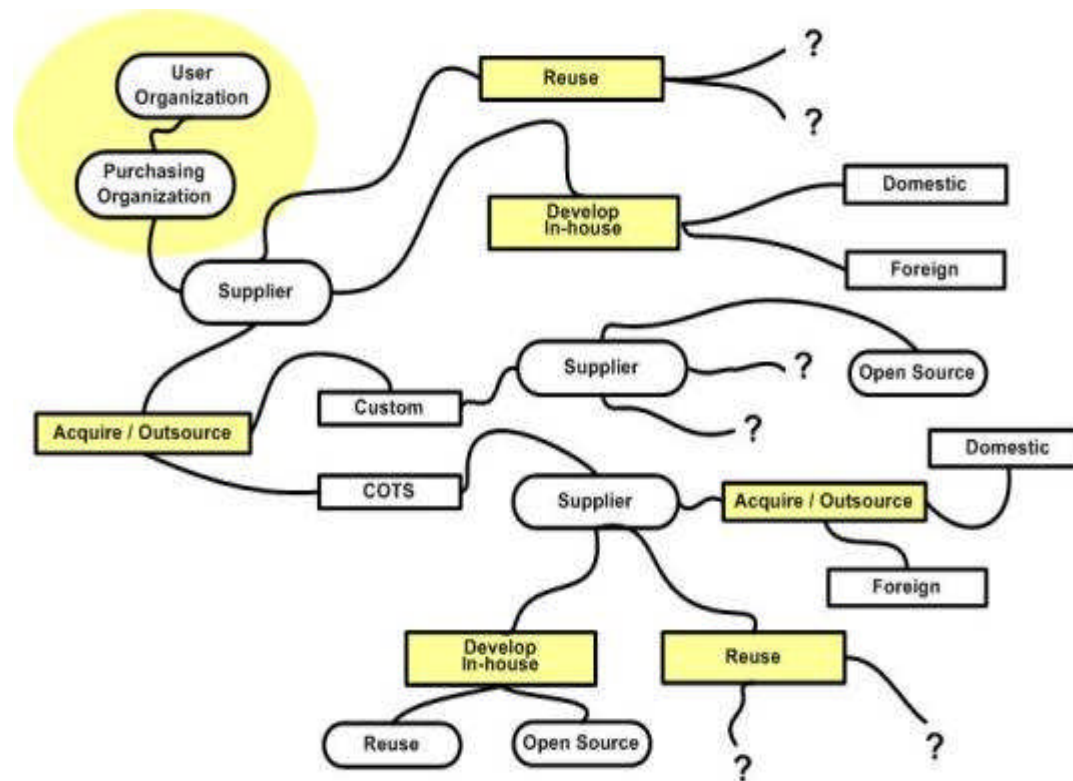 User
Organization
Purchasing
Organization
Supplier
Reuse
?
?
Develop
In-house
Domestic
Foreign
Acquire / Outsource
Custom
Supplier
?
Open Source
?
COTS
Supplier
Acquire / Outsource
Domestic
Foreign
Develop
In-house
Reuse
Open Source
Reuse
?
?